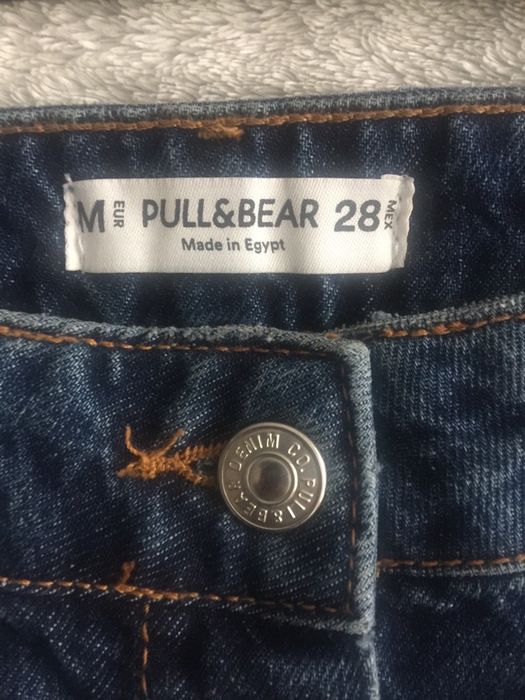 M EUR PULL&BEAR 28 MEX
Made in Egypt
DENIM CO. PULL&BEAR